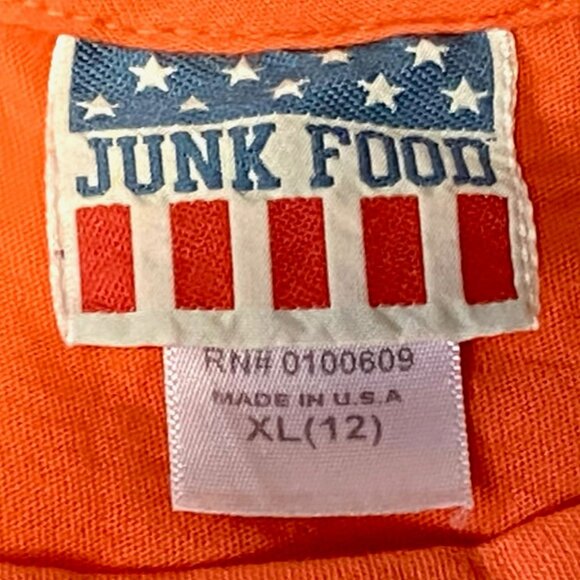 JUNK FOOD
RN# 0100609
MADE IN U.S.A
XL(12)